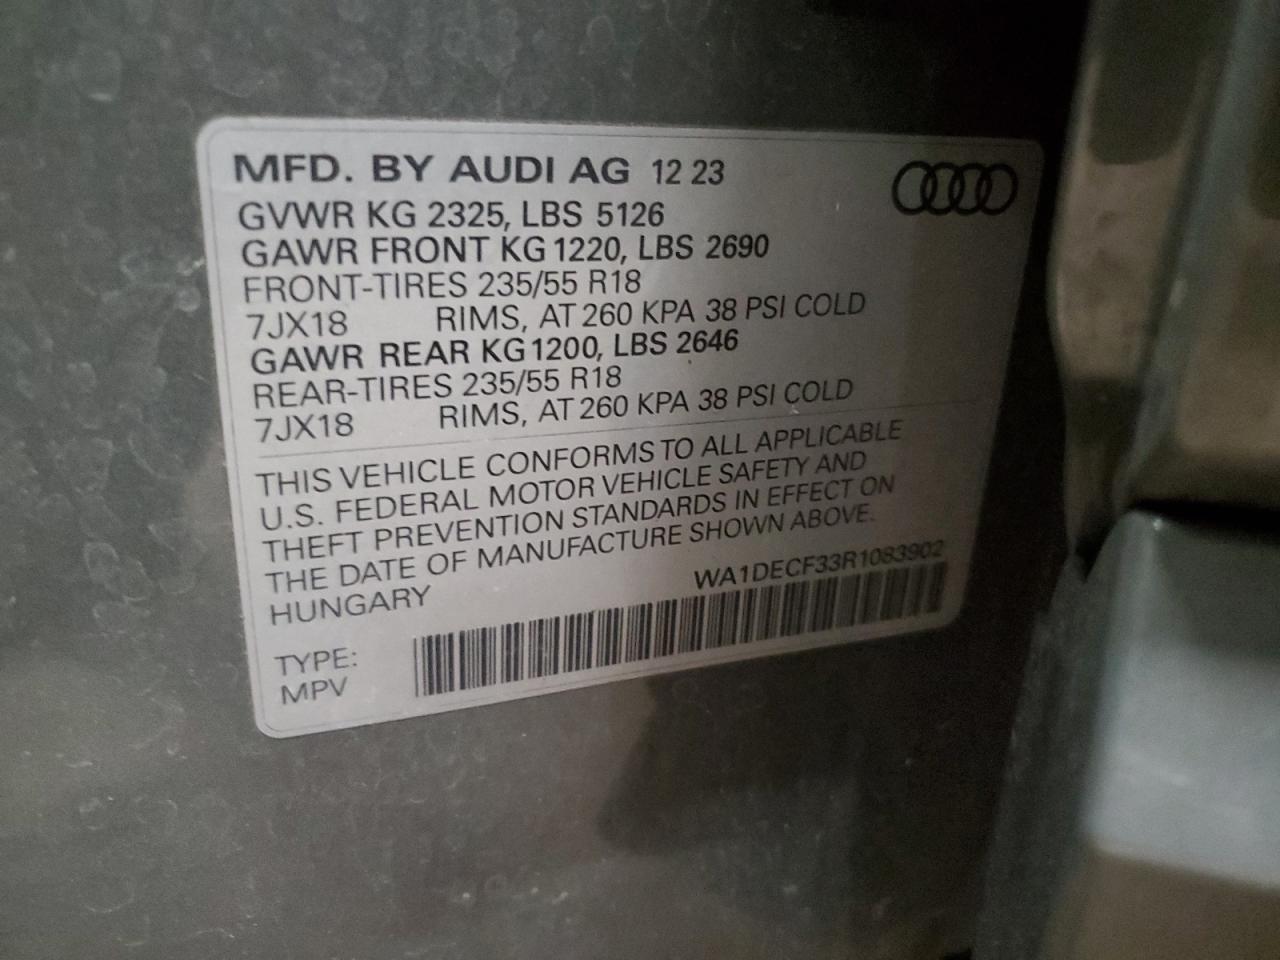 MFD. BY AUDI AG 12 23
GVWR KG 2325, LBS 5126
GAWR FRONT KG 1220, LBS 2690
FRONT-TIRES 235/55 R18
7JX18 RIMS, AT 260 KPA 38 PSI COLD
GAWR REAR KG 1200, LBS 2646
REAR-TIRES 235/55 R18
7JX18 RIMS, AT 260 KPA 38 PSI COLD
THIS VEHICLE CONFORMS TO ALL APPLICABLE
U.S. FEDERAL MOTOR VEHICLE SAFETY AND
THEFT PREVENTION STANDARDS IN EFFECT ON
THE DATE OF MANUFACTURE SHOWN ABOVE.
HUNGARY
WA1DECF33R1083902
TYPE:
MPV